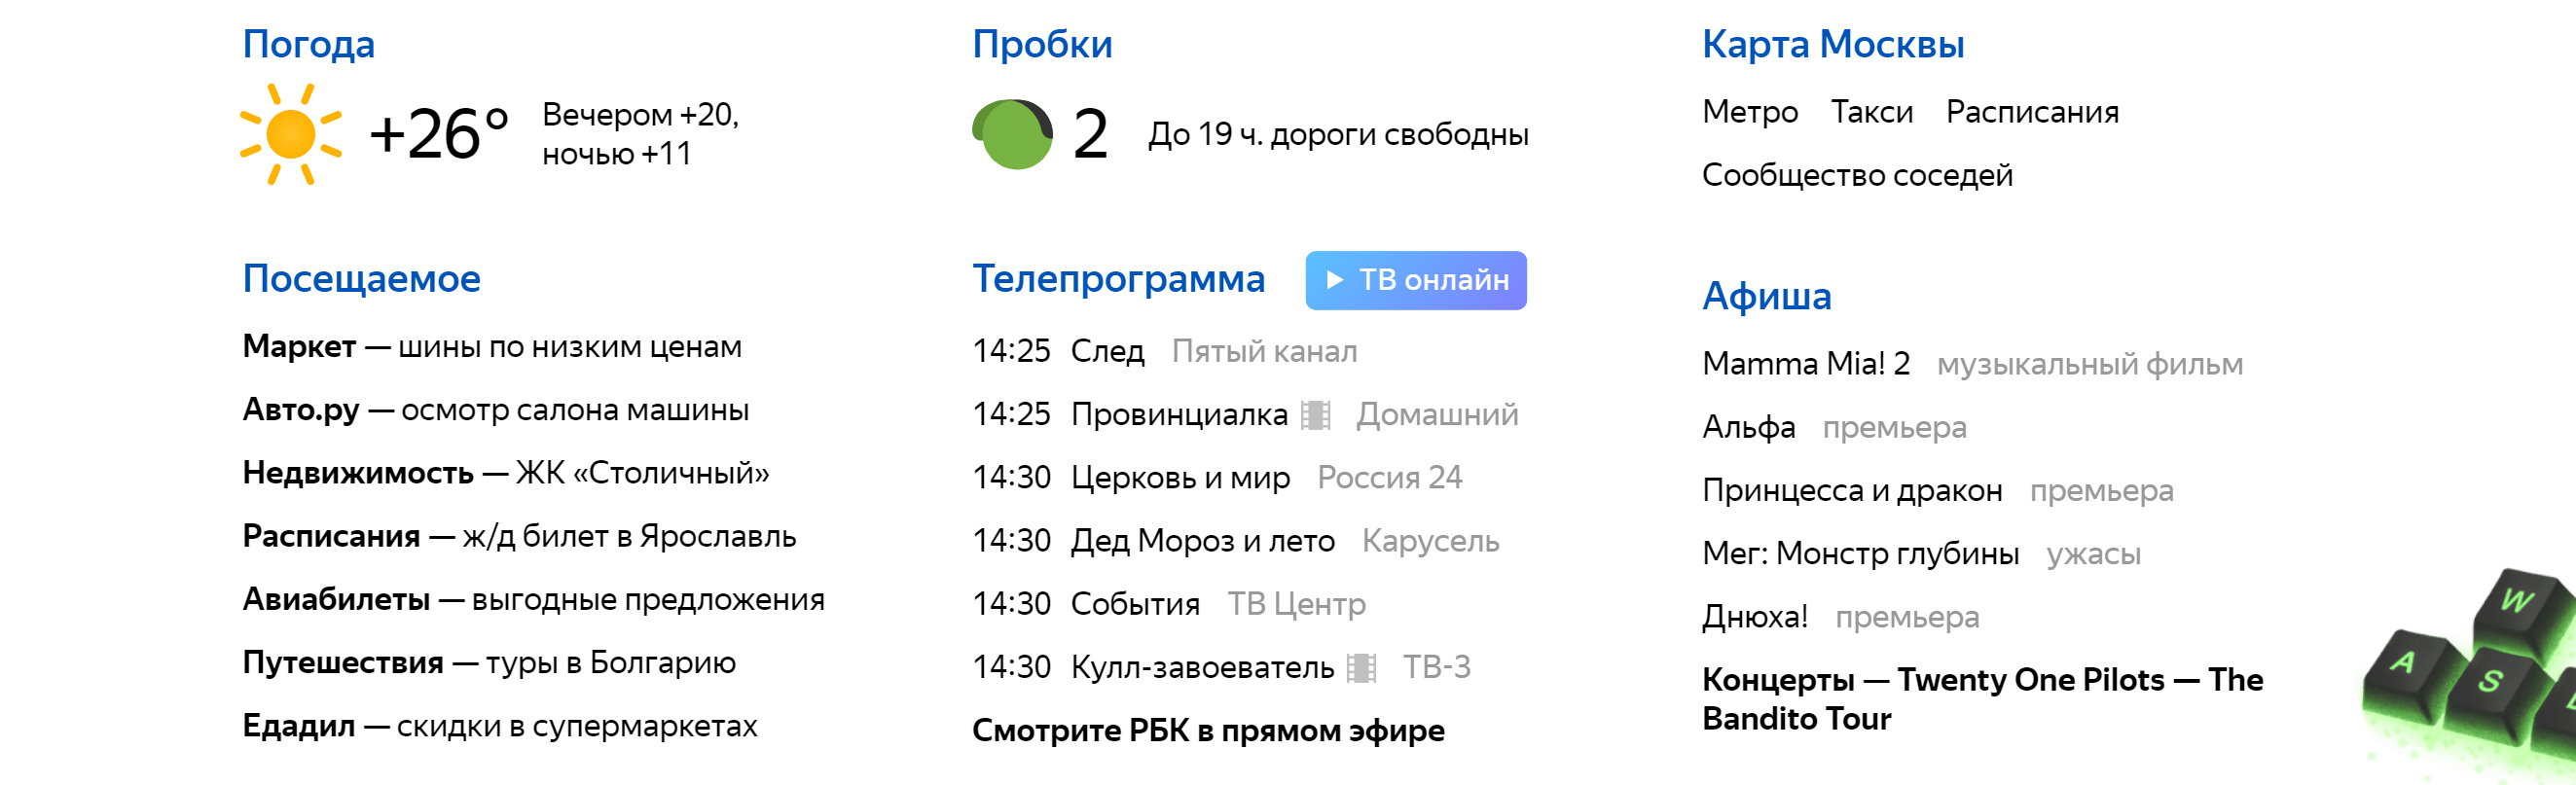 Погода
+26°
Вечером +20,
ночью +11
Пробки
2
До 19 ч. дороги свободны
Карта Москвы
Метро Такси Расписания
Сообщество соседей
Посещаемое
Маркет — шины по низким ценам
Авто.ру — осмотр салона машины
Недвижимость — ЖК «Столичный»
Расписания — ж/д билет в Ярославль
Авиабилеты — выгодные предложения
Путешествия — туры в Болгарию
Едадил — скидки в супермаркетах
Телепрограмма ТВ онлайн
14:25 След Пятый канал
14:25 Провинциалка Домашний
14:30 Церковь и мир Россия 24
14:30 Дед Мороз и лето Карусель
14:30 События ТВ Центр
14:30 Кулл-завоеватель ТВ-3
Смотрите РБК в прямом эфире
Афиша
Mamma Mia! 2 музыкальный фильм
Альфа премьера
Принцесса и дракон премьера
Мег: Монстр глубины ужасы
Днюха! премьера
Концерты — Twenty One Pilots — The
Bandito Tour
W
A S